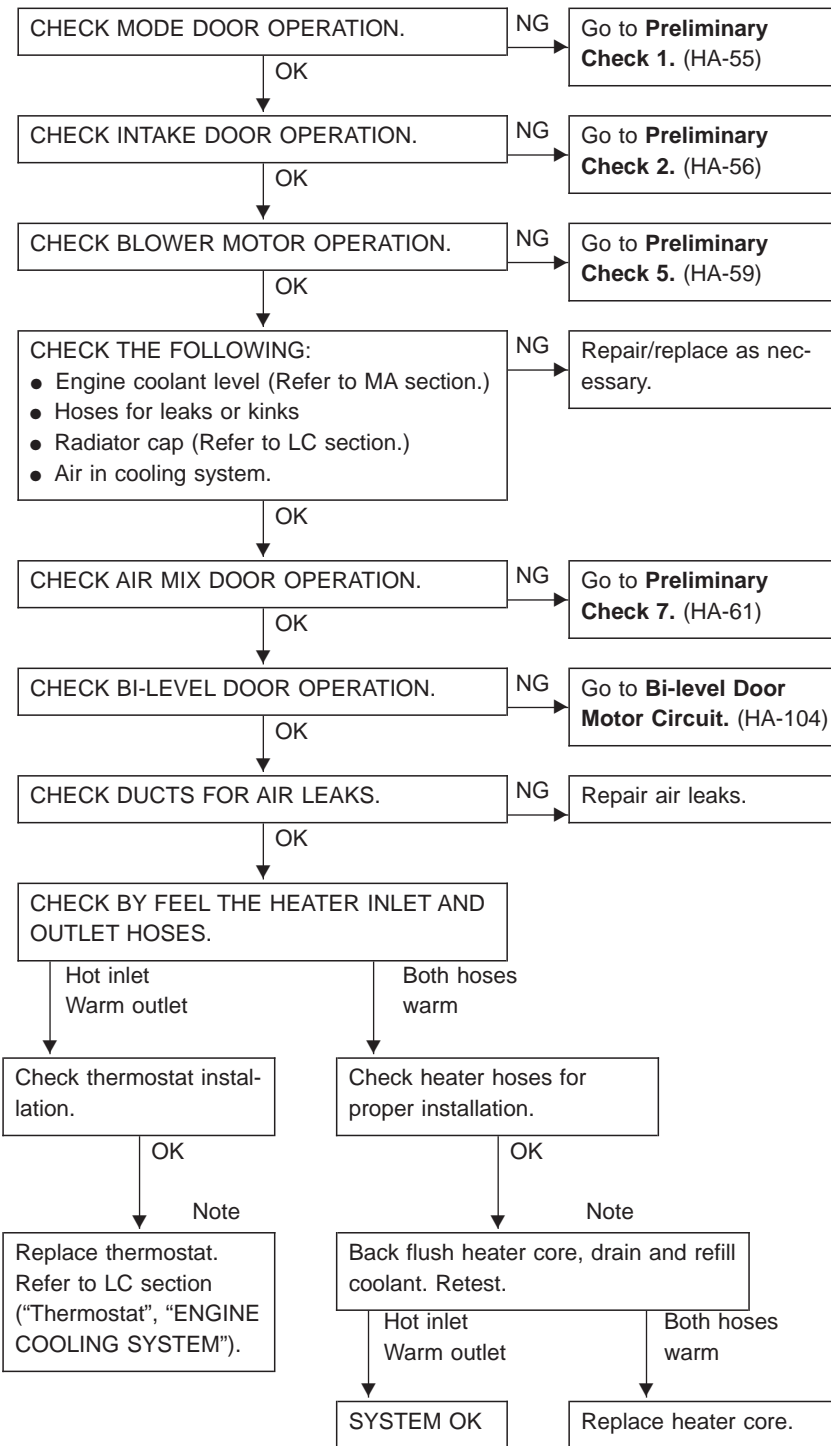 CHECK MODE DOOR OPERATION.
NG
Go to Preliminary
Check 1. (HA-55)
OK
CHECK INTAKE DOOR OPERATION.
NG
Go to Preliminary
Check 2. (HA-56)
OK
CHECK BLOWER MOTOR OPERATION.
NG
Go to Preliminary
Check 5. (HA-59)
OK
CHECK THE FOLLOWING:
● Engine coolant level (Refer to MA section.)
● Hoses for leaks or kinks
● Radiator cap (Refer to LC section.)
● Air in cooling system.
NG
Repair/replace as nec-
essary.
OK
CHECK AIR MIX DOOR OPERATION.
NG
Go to Preliminary
Check 7. (HA-61)
OK
CHECK BI-LEVEL DOOR OPERATION.
NG
Go to Bi-level Door
Motor Circuit. (HA-104)
OK
CHECK DUCTS FOR AIR LEAKS.
NG
Repair air leaks.
OK
CHECK BY FEEL THE HEATER INLET AND
OUTLET HOSES.
Hot inlet
Warm outlet
Both hoses
warm
Check thermostat instal-
lation.
Check heater hoses for
proper installation.
OK
OK
Note
Note
Replace thermostat.
Refer to LC section
(“Thermostat”, “ENGINE
COOLING SYSTEM”).
Back flush heater core, drain and refill
coolant. Retest.
Hot inlet
Warm outlet
Both hoses
warm
SYSTEM OK
Replace heater core.